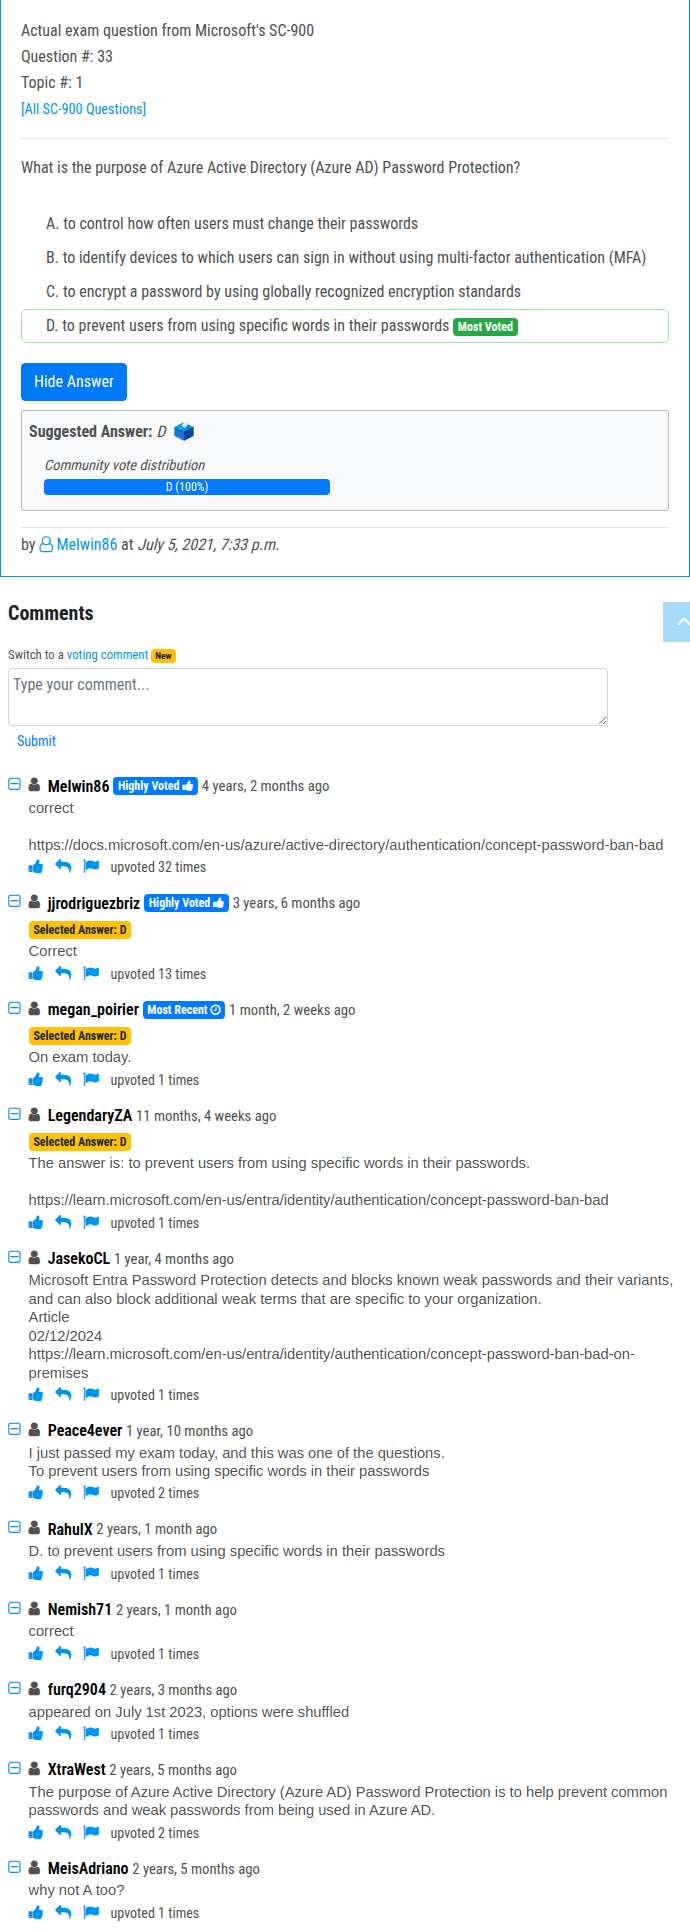 Actual exam question from Microsoft's SC-900
Question #: 33
Topic #: 1
[All SC-900 Questions]
What is the purpose of Azure Active Directory (Azure AD) Password Protection?
A. to control how often users must change their passwords
B. to identify devices to which users can sign in without using multi-factor authentication (MFA)
C. to encrypt a password by using globally recognized encryption standards
D. to prevent users from using specific words in their passwords Most Voted
Hide Answer
Suggested Answer: D
Community vote distribution
D (100%)
by Melwin86 at July 5, 2021, 7:33 p.m.
Comments
Switch to a voting comment New
Type your comment...
Submit
Melwin86 Highly Voted 4 years, 2 months ago
correct
https://docs.microsoft.com/en-us/azure/active-directory/authentication/concept-password-ban-bad
upvoted 32 times
jjrodriguezbriz Highly Voted 3 years, 6 months ago
Selected Answer: D
Correct
upvoted 13 times
megan_poirier Most Recent 1 month, 2 weeks ago
Selected Answer: D
On exam today.
upvoted 1 times
LegendaryZA 11 months, 4 weeks ago
Selected Answer: D
The answer is: to prevent users from using specific words in their passwords.
https://learn.microsoft.com/en-us/entra/identity/authentication/concept-password-ban-bad
upvoted 1 times
JasekoCL 1 year, 4 months ago
Microsoft Entra Password Protection detects and blocks known weak passwords and their variants,
and can also block additional weak terms that are specific to your organization.
Article
02/12/2024
https://learn.microsoft.com/en-us/entra/identity/authentication/concept-password-ban-bad-on-
premises
upvoted 1 times
Peace4ever 1 year, 10 months ago
I just passed my exam today, and this was one of the questions.
To prevent users from using specific words in their passwords
upvoted 2 times
RahulX 2 years, 1 month ago
D. to prevent users from using specific words in their passwords
upvoted 1 times
Nemish71 2 years, 1 month ago
correct
upvoted 1 times
furq2904 2 years, 3 months ago
appeared on July 1st 2023, options were shuffled
upvoted 1 times
XtraWest 2 years, 5 months ago
The purpose of Azure Active Directory (Azure AD) Password Protection is to help prevent common
passwords and weak passwords from being used in Azure AD.
upvoted 2 times
MeisAdriano 2 years, 5 months ago
why not A too?
upvoted 1 times